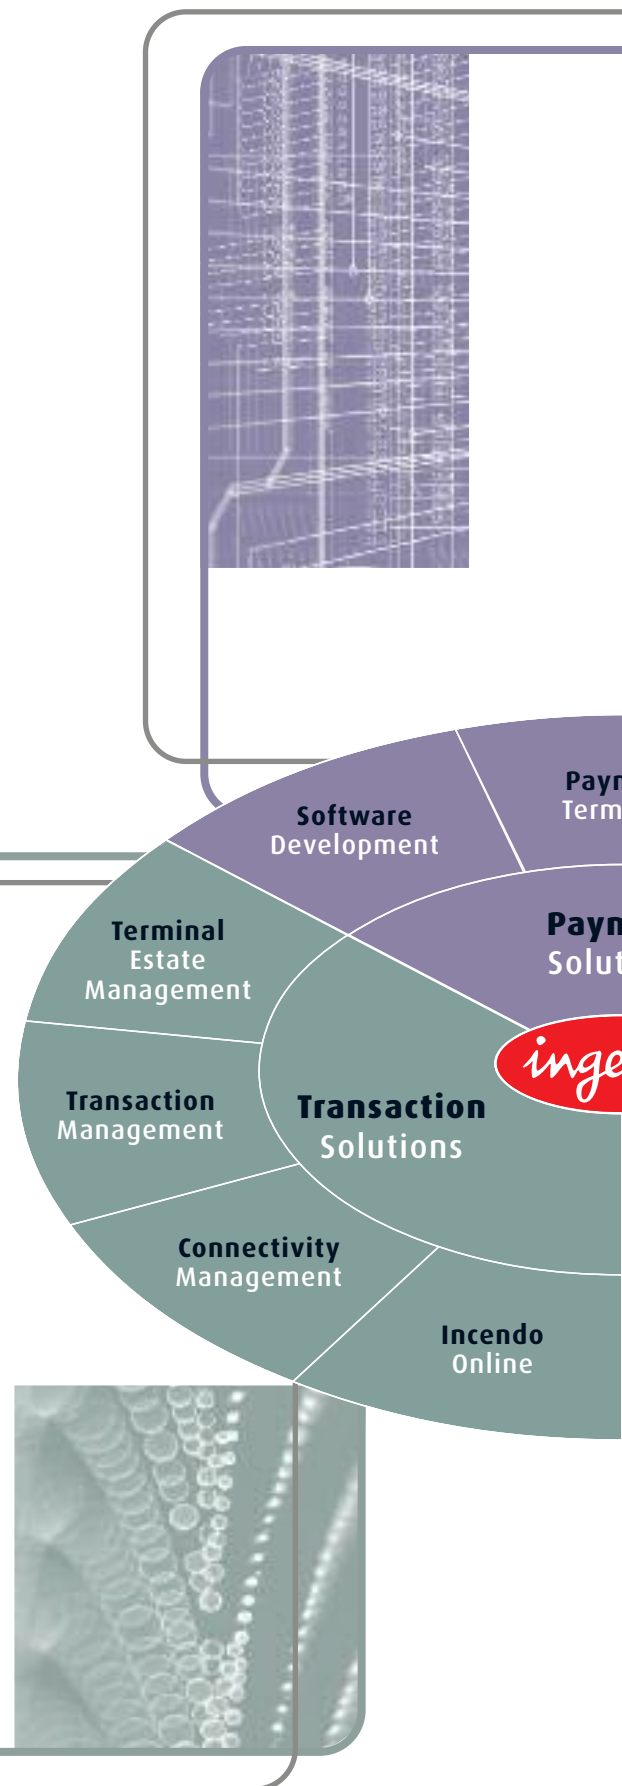 Software
Development
Terminal
Estate
Management
Transaction
Management
Transaction
Solutions
Connectivity
Management
Incendo
Online